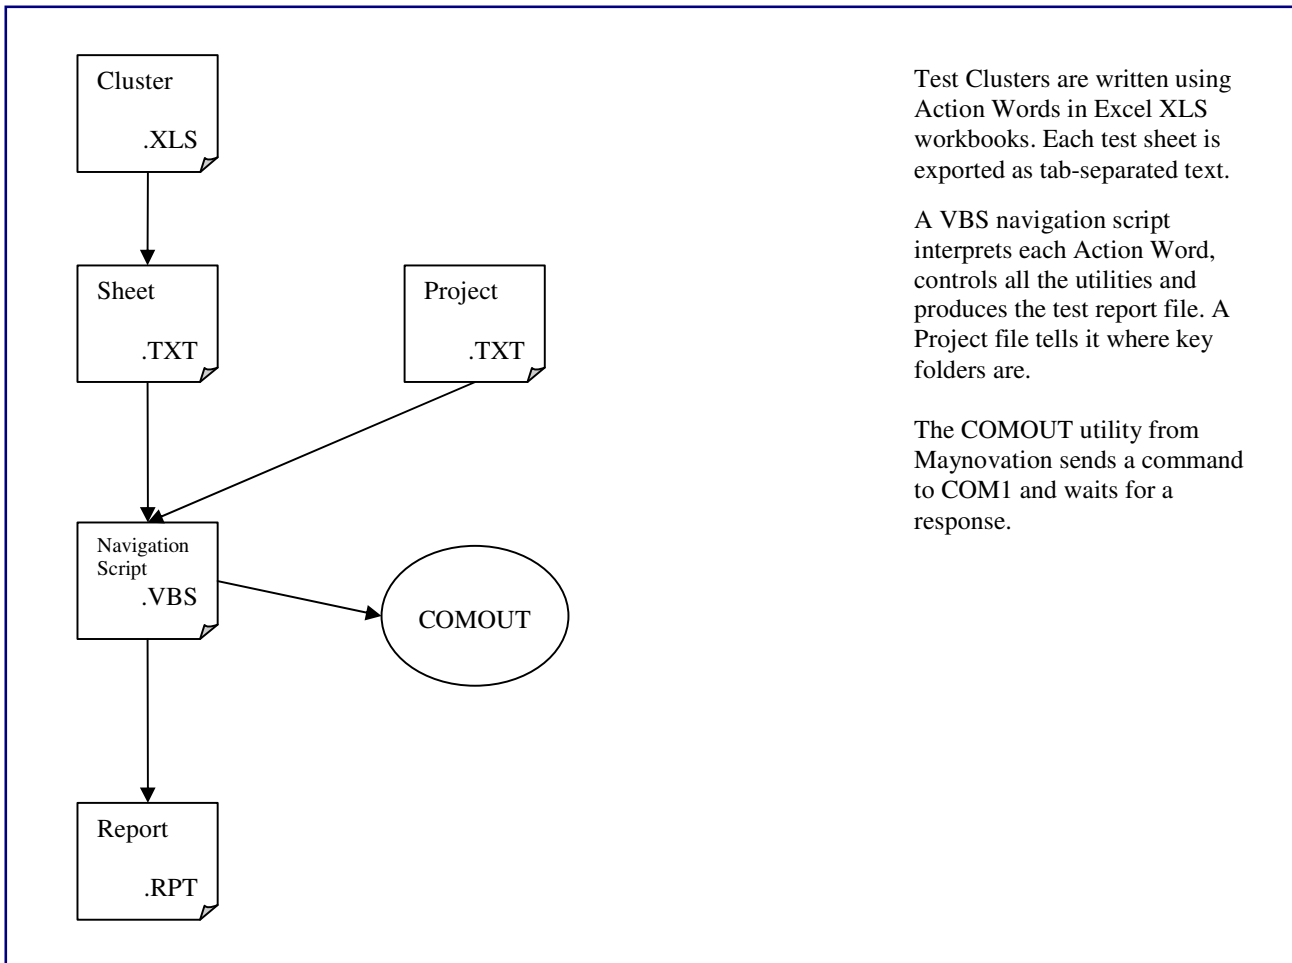 Cluster
.XLS
Sheet
.TXT
Project
.TXT
Navigation
Script
.VBS
COMOUT
Report
.RPT
Test Clusters are written using
Action Words in Excel XLS
workbooks. Each test sheet is
exported as tab-separated text.
A VBS navigation script
interprets each Action Word,
controls all the utilities and
produces the test report file. A
Project file tells it where key
folders are.
The COMOUT utility from
Maynovation sends a command
to COM1 and waits for a
response.